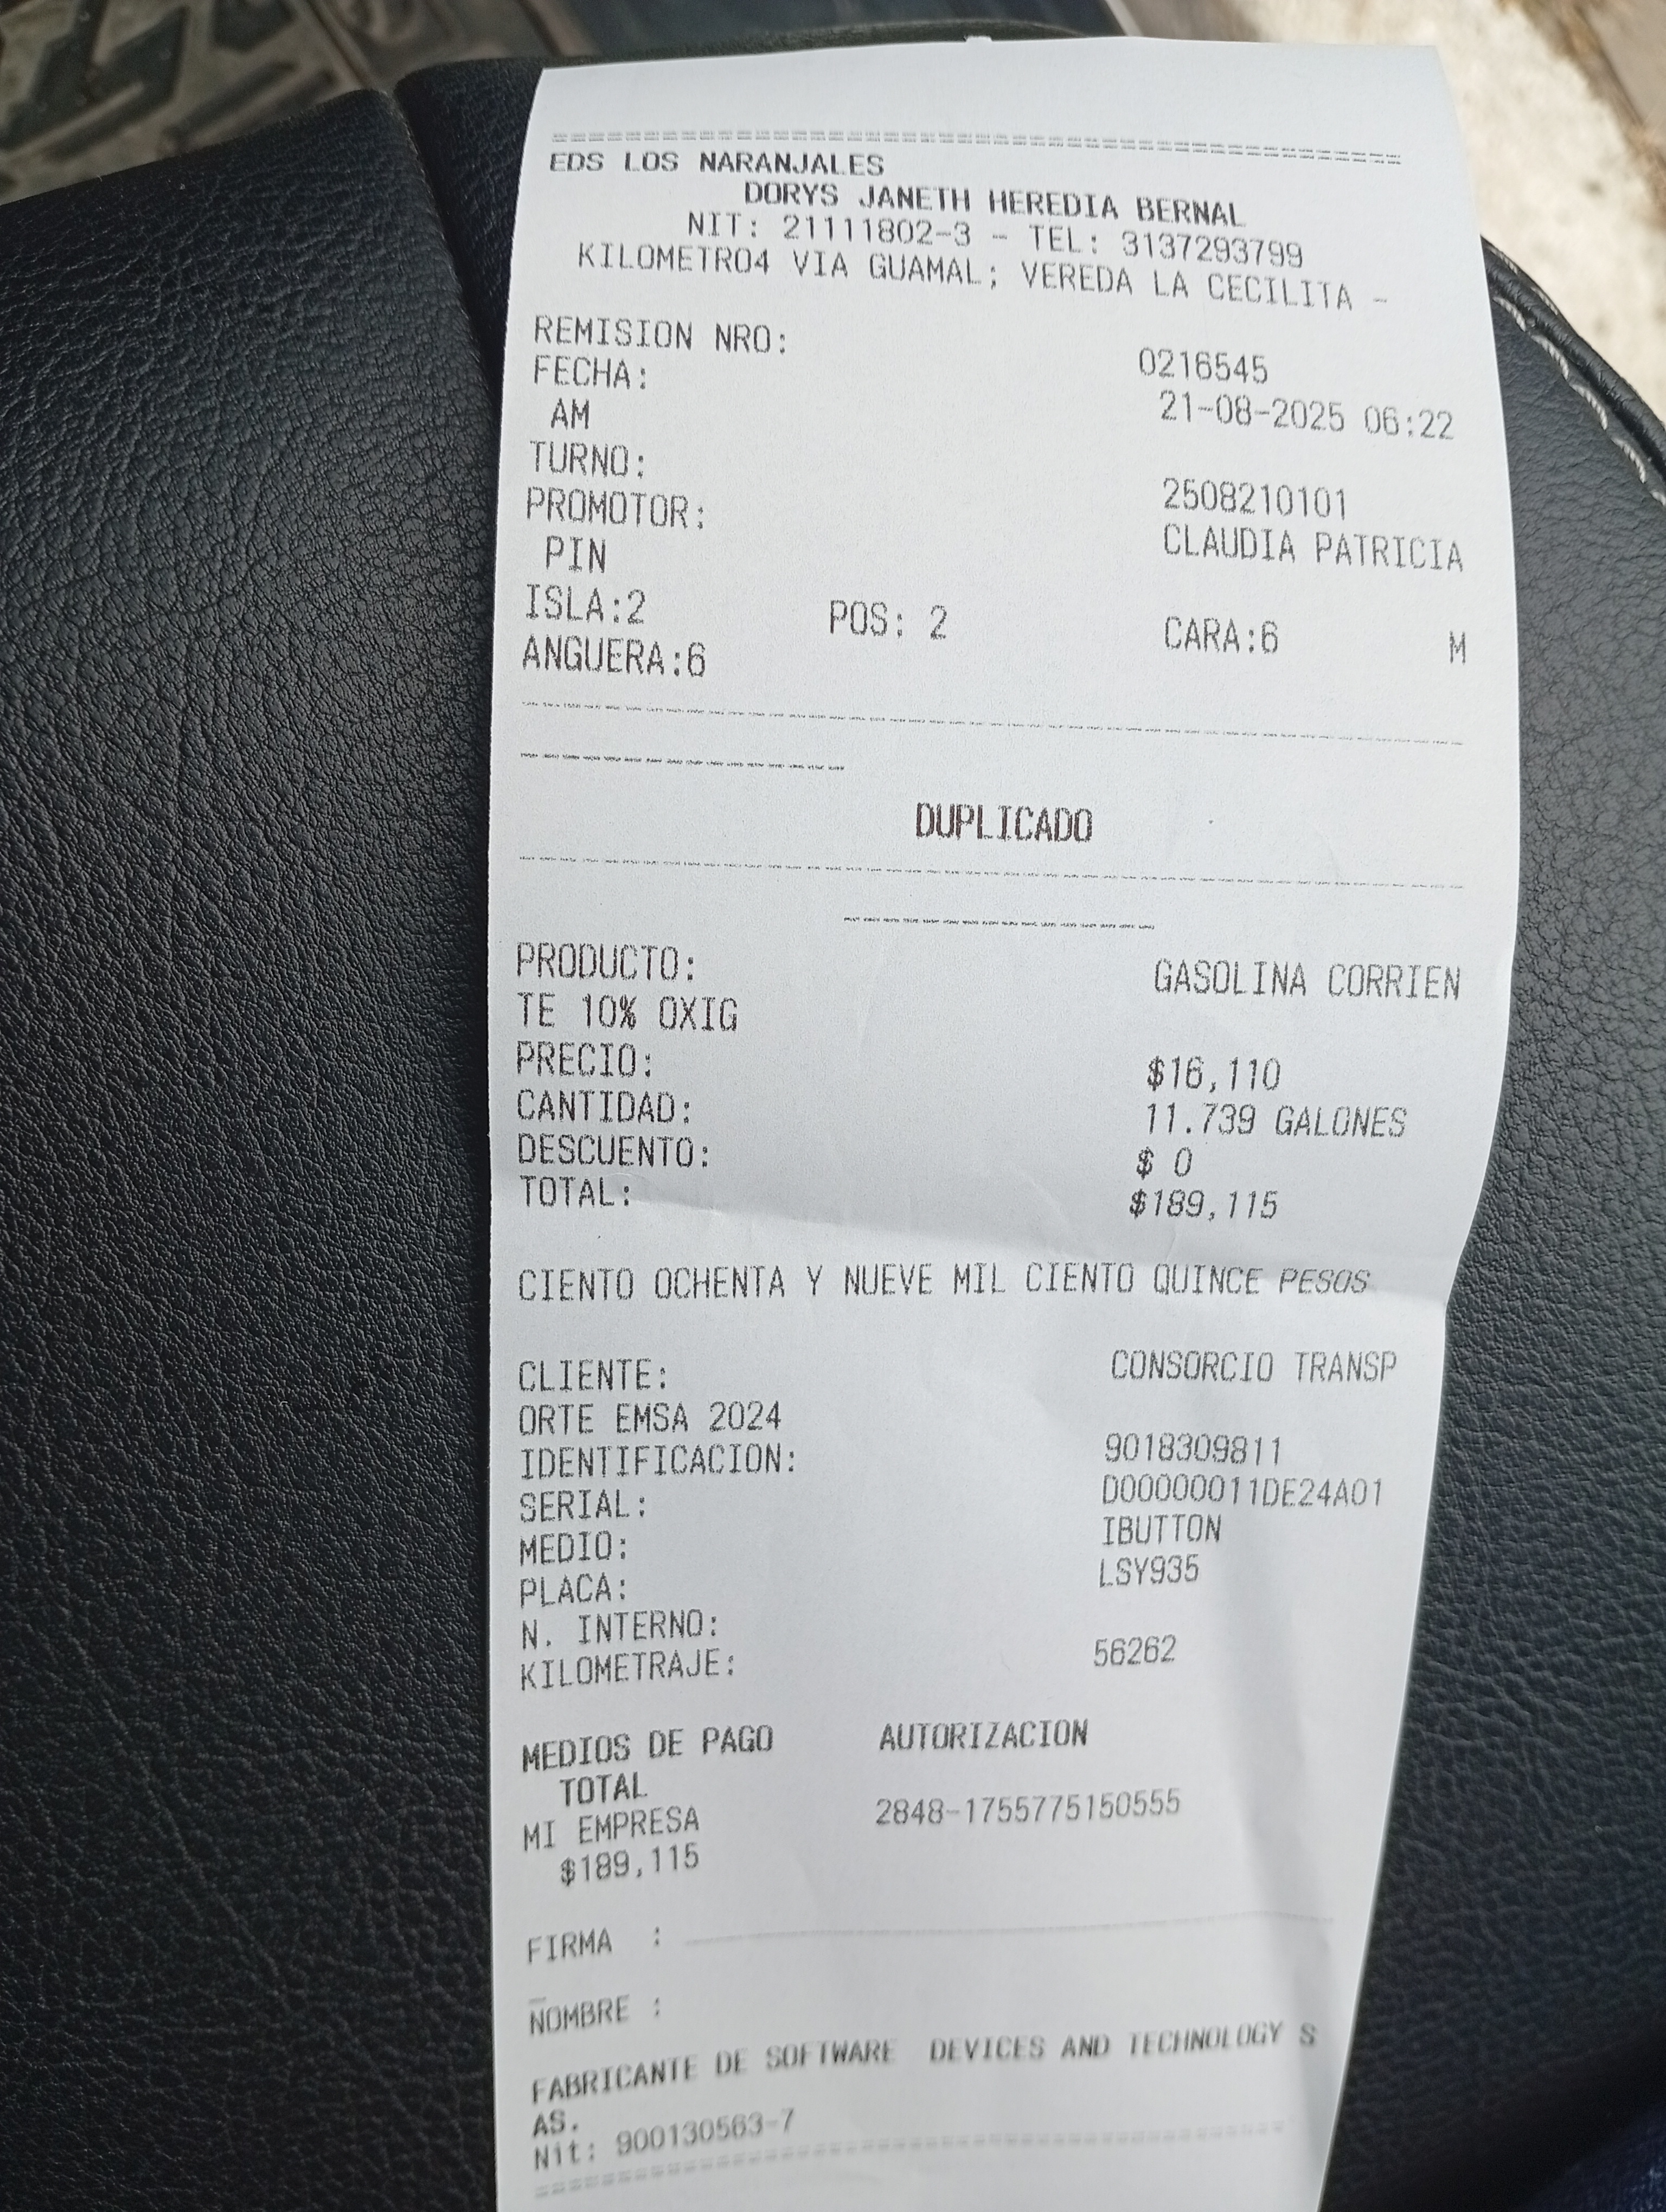 EDS LOS NARANJALES
DORYS JANETH HEREDIA BERNAL
NIT: 21111802-3 - TEL: 3137293799
KILOMETRO4 VIA GUAMAL; VEREDA LA CECILITA -
REMISION NRO: 0216545
FECHA: 21-08-2025 06:22
AM
TURNO: 2508210101
PROMOTOR: CLAUDIA PATRICIA
PIN
ISLA:2 POS: 2 CARA:6 M
ANGUERA:6
DUPLICADO
PRODUCTO: GASOLINA CORRIEN
TE 10% OXIG
PRECIO: $16,110
CANTIDAD: 11.739 GALONES
DESCUENTO: $ 0
TOTAL: $189,115
CIENTO OCHENTA Y NUEVE MIL CIENTO QUINCE PESOS
CLIENTE: CONSORCIO TRANSP
ORTE EMSA 2024
IDENTIFICACION: 9018309811
SERIAL: D00000011DE24A01
MEDIO: IBUTTON
PLACA: LSY935
N. INTERNO:
KILOMETRAJE: 56262
MEDIOS DE PAGO AUTORIZACION
TOTAL
MI EMPRESA 2848-1755775150555
$189,115
FIRMA :
NOMBRE :
FABRICANTE DE SOFTWARE DEVICES AND TECHNOLOGY S
AS.
Nit: 900130563-7